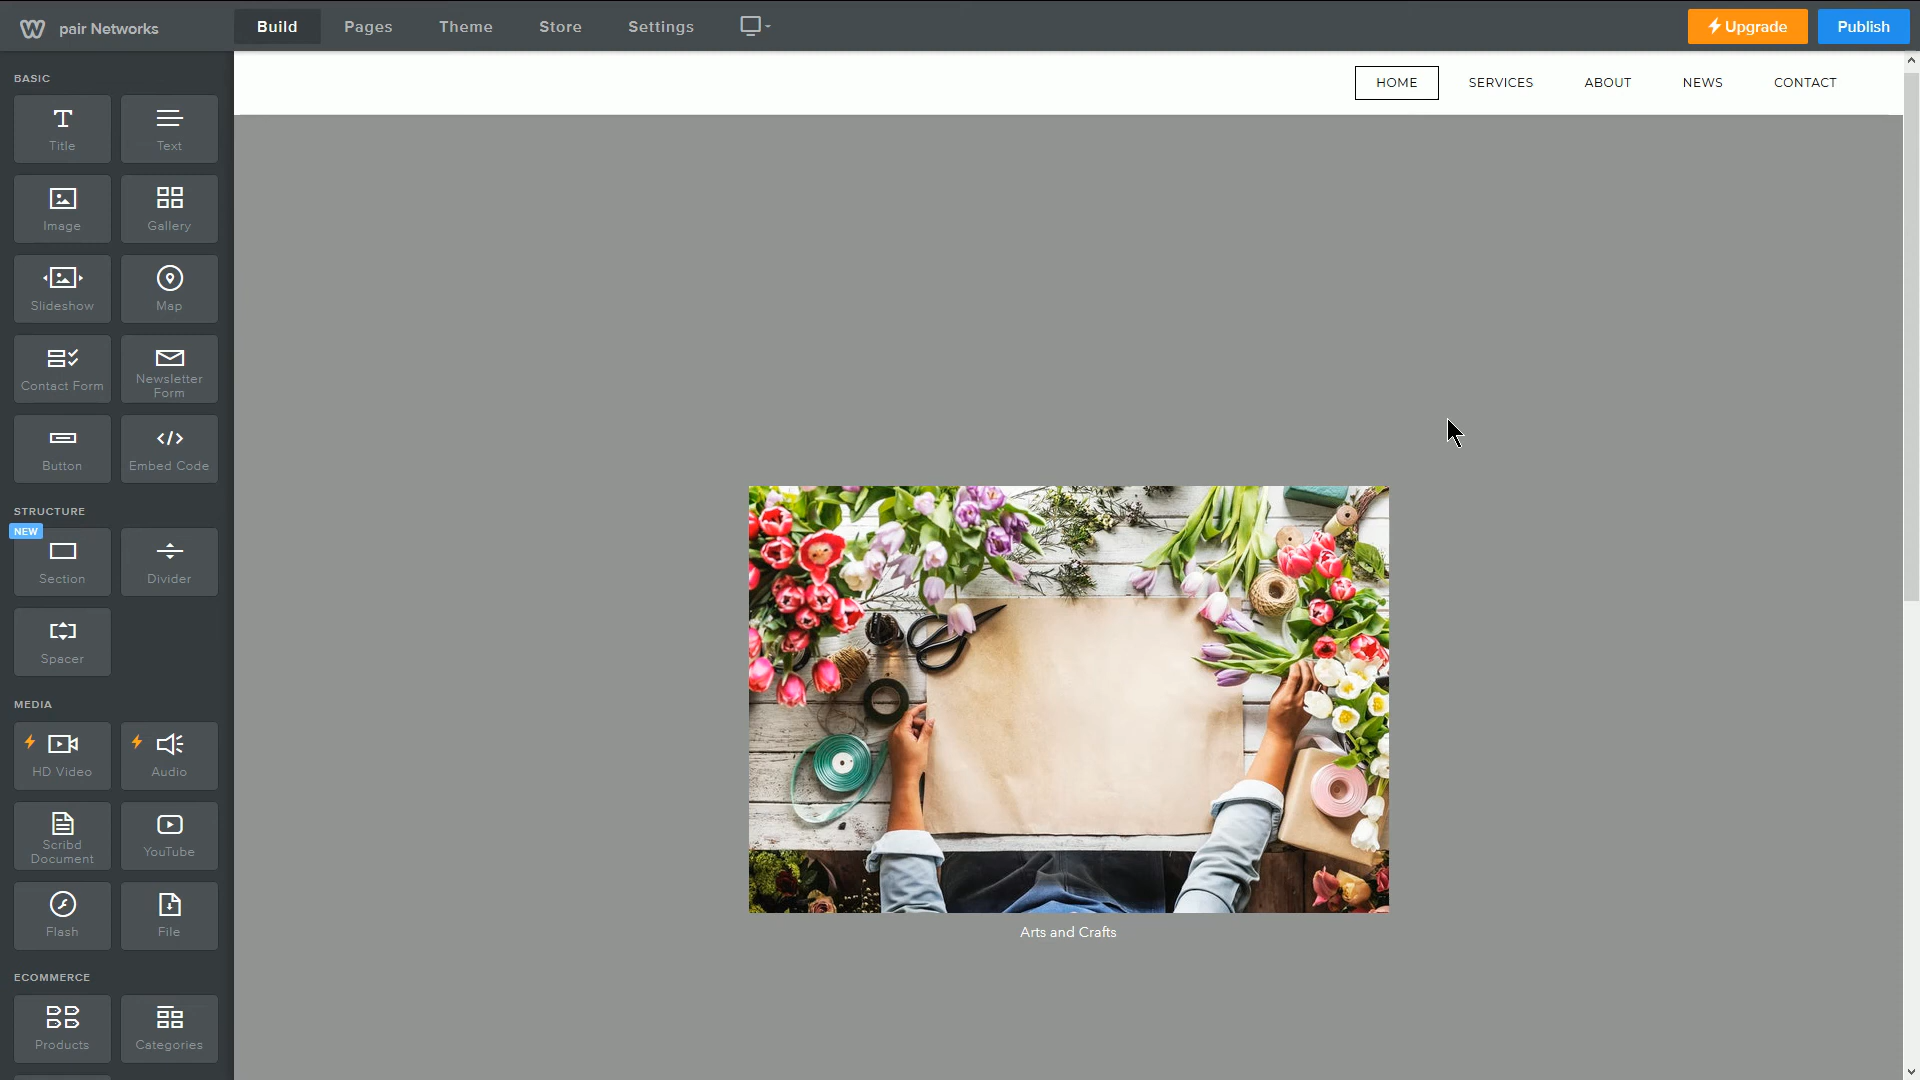 pair Networks
Build
Pages
Theme
Store
Settings
Upgrade
Publish
HOME
SERVICES
ABOUT
NEWS
CONTACT
BASIC
Title
Text
Image
Gallery
Slideshow
Map
Contact Form
Newsletter
Form
Button
Embed Code
STRUCTURE
NEW
Section
Divider
Spacer
MEDIA
HD Video
Audio
Scribd
Document
YouTube
Flash
File
ECOMMERCE
Products
Categories
Arts and Crafts